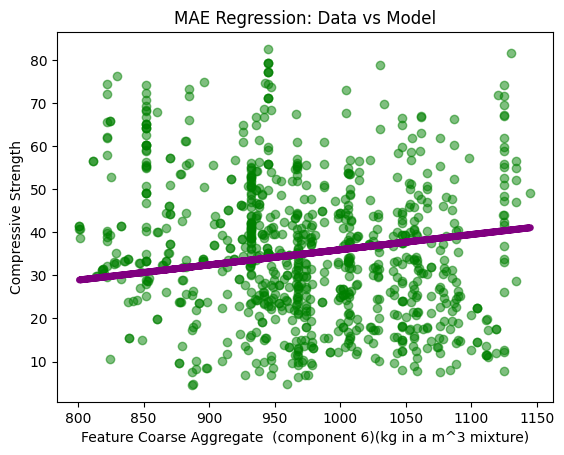 MAE Regression: Data vs Model
Compressive Strength
80
70
60
50
40
30
20
10
800 850 900 950 1000 1050 1100 1150
Feature Coarse Aggregate  (component 6)(kg in a m^3 mixture)